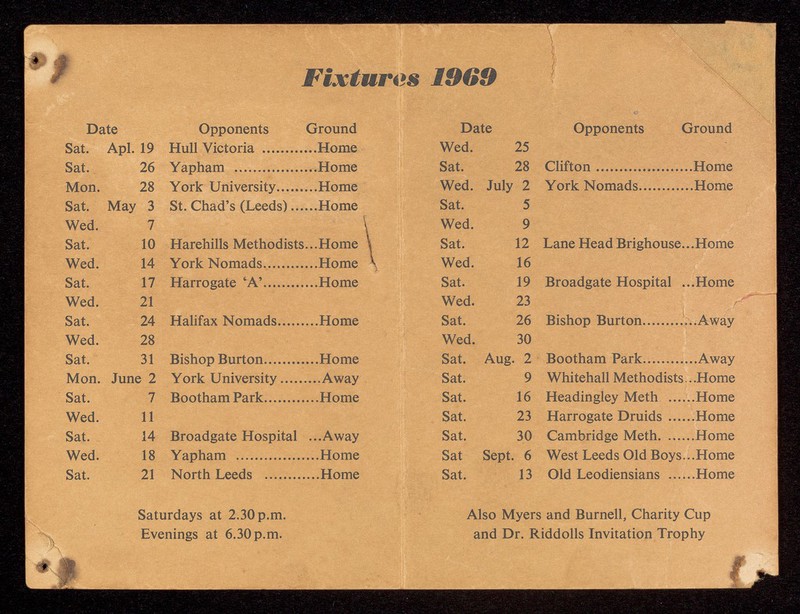 Fixtures 1969
Date Opponents Ground
Sat. Apl. 19 Hull Victoria ............Home
Sat. 26 Yapham ..................Home
Mon. 28 York University.........Home
Sat. May 3 St. Chad's (Leeds)......Home
Wed. 7
Sat. 10 Harehills Methodists...Home
Wed. 14 York Nomads............Home
Sat. 17 Harrogate ‘A’............Home
Wed. 21
Sat. 24 Halifax Nomads.........Home
Wed. 28
Sat. 31 Bishop Burton............Home
Mon. June 2 York University.........Away
Sat. 7 Bootham Park............Home
Wed. 11
Sat. 14 Broadgate Hospital ...Away
Wed. 18 Yapham ..................Home
Sat. 21 North Leeds ............Home
Saturdays at 2.30 p.m.
Evenings at 6.30 p.m.
Date Opponents Ground
Wed. 25
Sat. 28 Clifton .....................Home
Wed. July 2 York Nomads............Home
Sat. 5
Wed. 9
Sat. 12 Lane Head Brighouse...Home
Wed. 16
Sat. 19 Broadgate Hospital ...Home
Wed. 23
Sat. 26 Bishop Burton............Away
Wed. 30
Sat. Aug. 2 Bootham Park............Away
Sat. 9 Whitehall Methodists...Home
Sat. 16 Headingley Meth ......Home
Sat. 23 Harrogate Druids ......Home
Sat. 30 Cambridge Meth. ......Home
Sat Sept. 6 West Leeds Old Boys...Home
Sat. 13 Old Leodiensians ......Home
Also Myers and Burnell, Charity Cup
and Dr. Riddolls Invitation Trophy